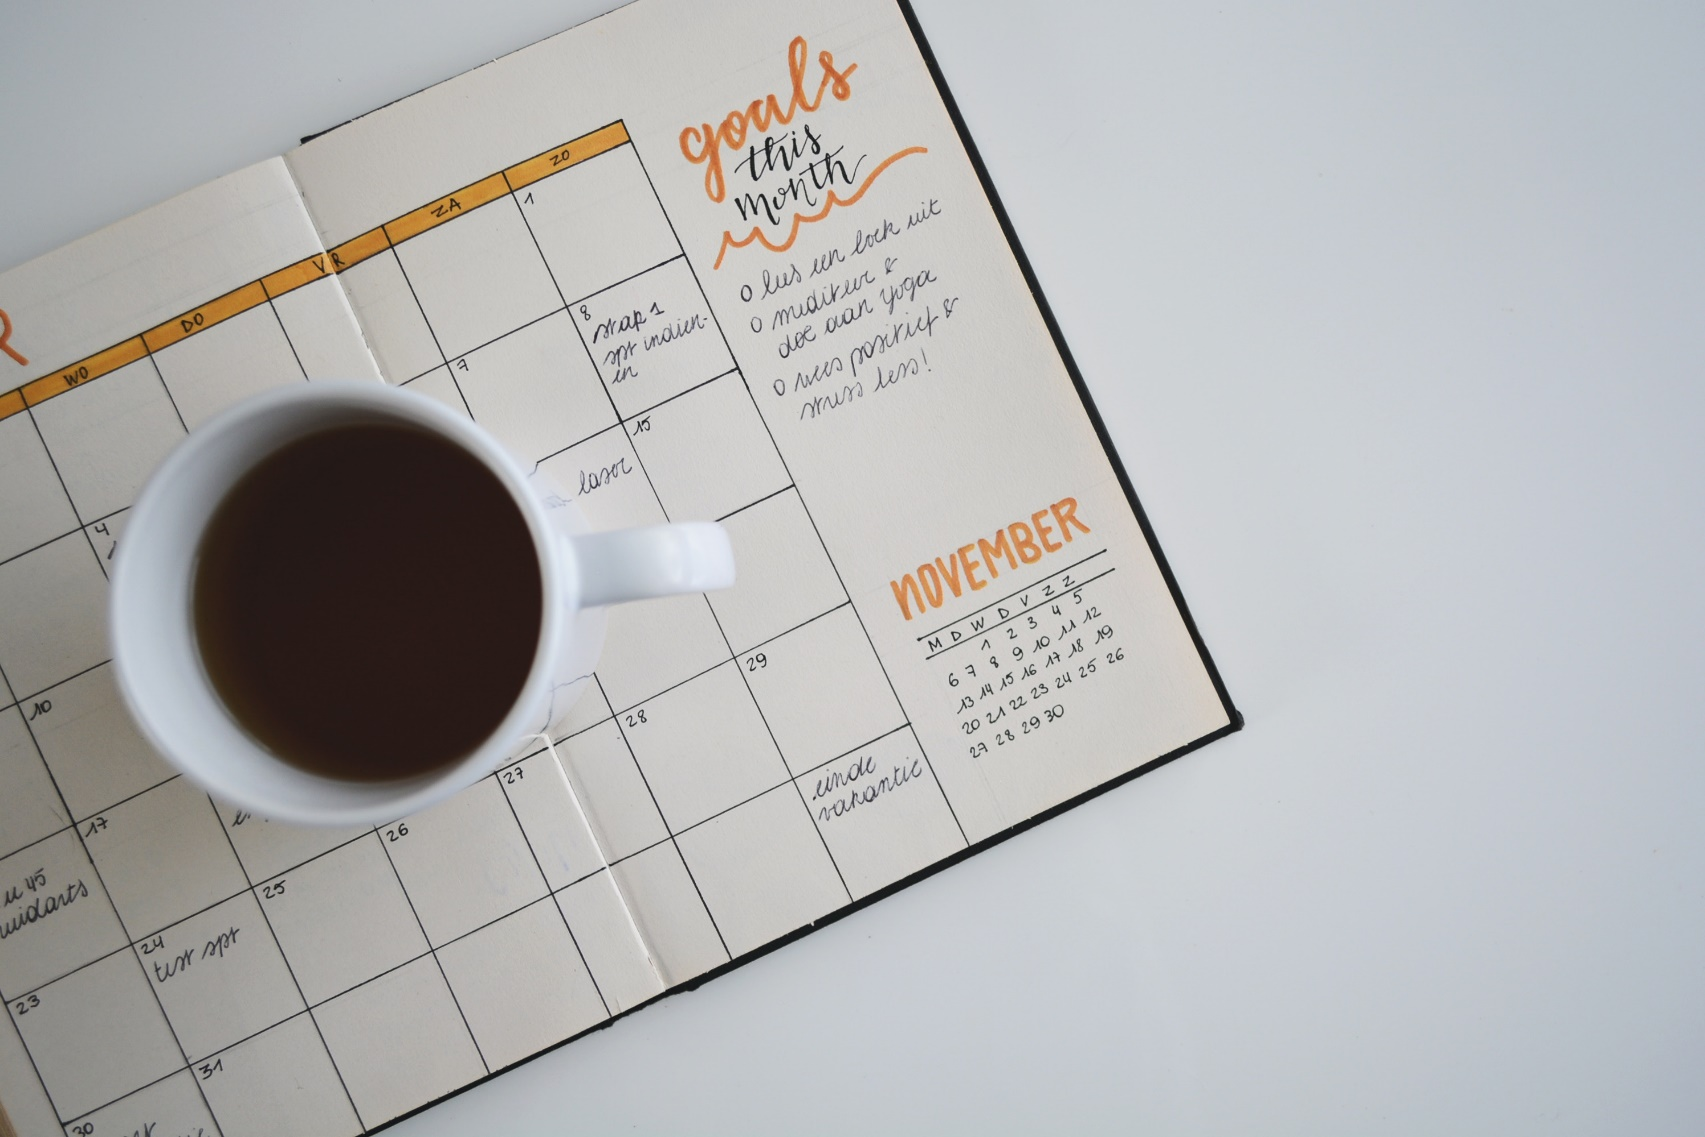 R
WO
DO
VR
ZA
ZO
1
4
7
8
stap 1
spr indien-
en
10
15
laser
17
u 45
23
24
test spr
25
26
27
28
29
einde
vakantie
30
31
goals
this
month
o lees een boek uit
o mediteer &
doe aan yoga
o wees positief &
stress less!
NOVEMBER
M D W D V Z Z
1 2 3 4 5
6 7 8 9 10 11 12
13 14 15 16 17 18 19
20 21 22 23 24 25 26
27 28 29 30